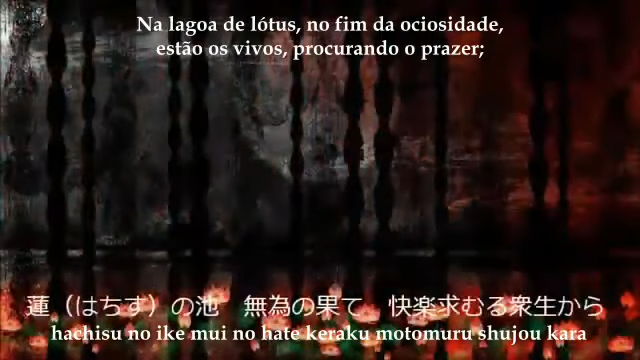 Na lagoa de lótus, no fim da ociosidade,
estão os vivos, procurando o prazer;
蓮（はちす）の池　無為の果て　快楽求むる衆生から
hachisu no ike mui no hate keraku motomuru shujou kara